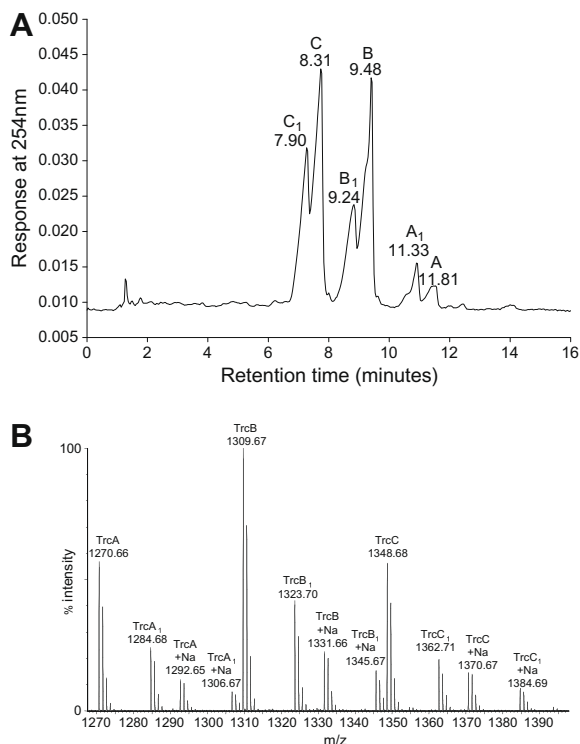 A
0.050
0.045
0.040
0.035
0.030
0.025
0.020
0.015
0.010
0.005
Response at 254nm
C1
7.90
C
8.31
B1
9.24
B
9.48
A1
11.33
A
11.81
0 2 4 6 8 10 12 14 16
Retention time (minutes)
B
100
0
% intensity
TrcA
1270.66
TrcA1
1284.68
TrcA
+Na
1292.65
TrcA1
+Na
1306.67
TrcB
1309.67
TrcB1
1323.70
TrcB
+Na
1331.66
TrcB1
+Na
1345.67
TrcC
1348.68
TrcC1
1362.71
TrcC
+Na
1370.67
TrcC1
+Na
1384.69
1270 1280 1290 1300 1310 1320 1330 1340 1350 1360 1370 1380 1390
m/z